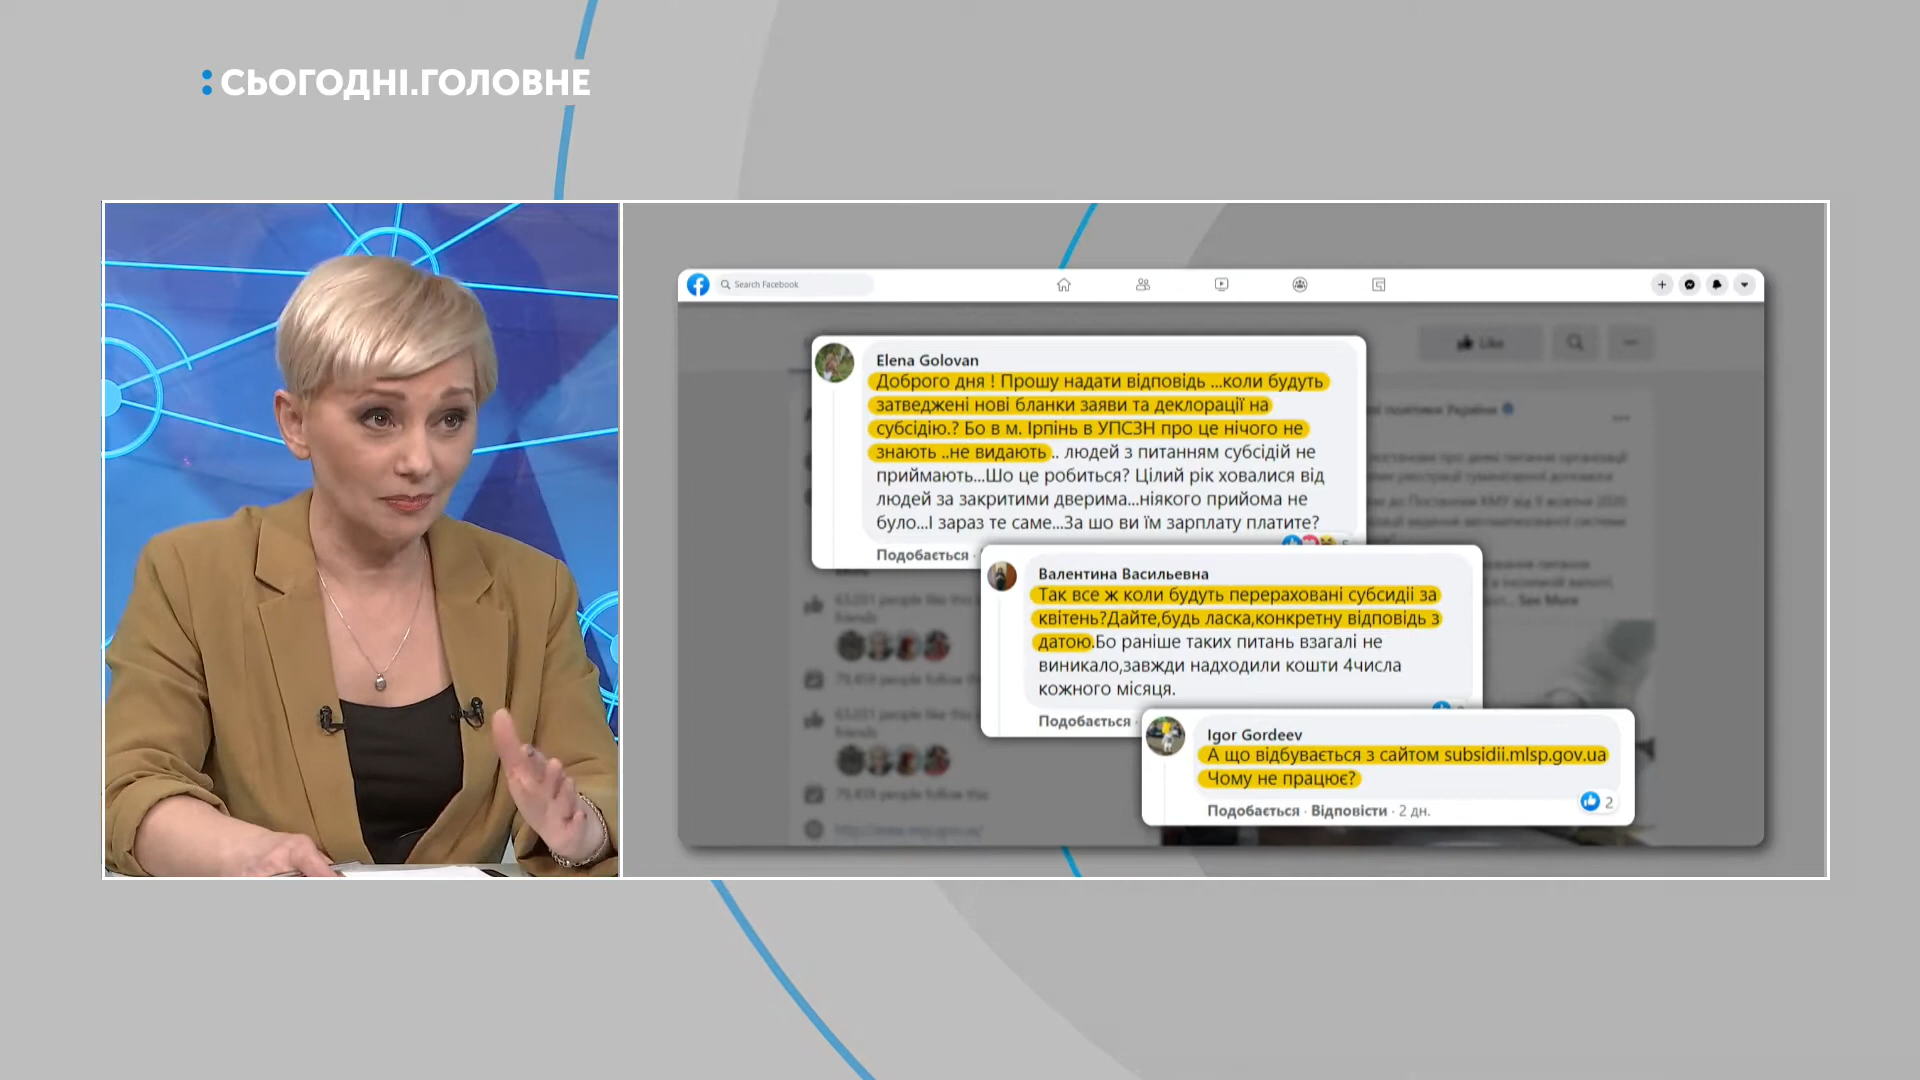 :СЬОГОДНІ.ГОЛОВНЕ
Search Facebook
Like
Elena Golovan
Доброго дня ! Прошу надати відповідь ...коли будуть
затведжені нові бланки заяви та декларації на
субсідію.? Бо в м. Ірпінь в УПСЗН про це нічого не
знають ..не видають .. людей з питанням субсідій не
приймають...Шо це робиться? Цілий рік ховалися від
людей за закритими дверима...ніякого прийома не
було...І зараз те саме...За шо ви їм зарплату платите?
Подобається ·
Валентина Васильевна
Так все ж коли будуть перераховані субсидіі за
квітень?Дайте,будь ласка,конкретну відповідь з
датою.Бо раніше таких питань взагалі не
виникало,завжди надходили кошти 4числа
кожного місяця.
Подобається ·
Igor Gordeev
А що відбувається з сайтом subsidii.mlsp.gov.ua
Чому не працює?
2
Подобається · Відповісти · 2 дн.
See More